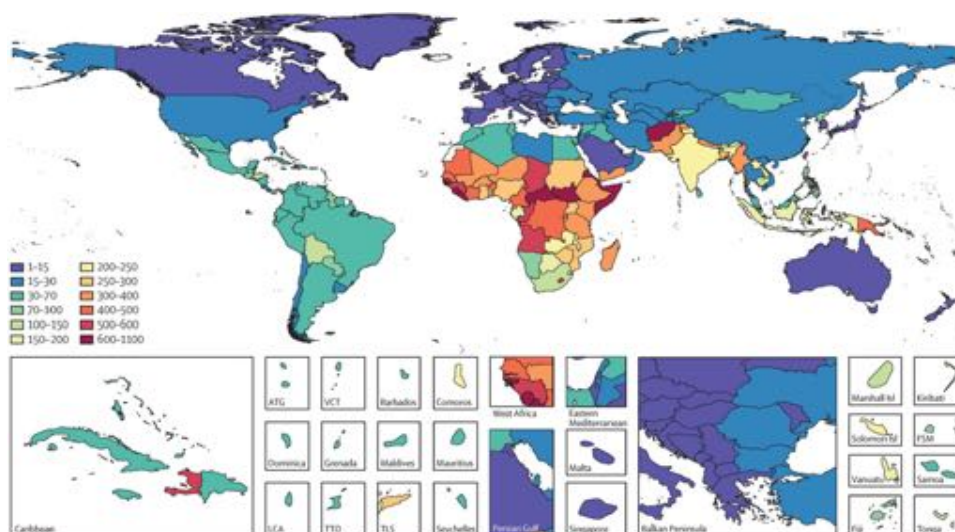 1–15
15–30
30–70
70–100
100–150
150–200
200–250
250–300
300–400
400–500
500–600
600–1100
Caribbean
ATG
VCT
Barbados
Comoros
Dominica
Grenada
Maldives
Mauritius
LCA
TTO
TLS
Seychelles
West Africa
Eastern
Mediterranean
Persian Gulf
Malta
Singapore
Balkan Peninsula
Marshall Isl
Kiribati
Solomon Isl
FSM
Vanuatu
Samoa
Fiji
Tonga